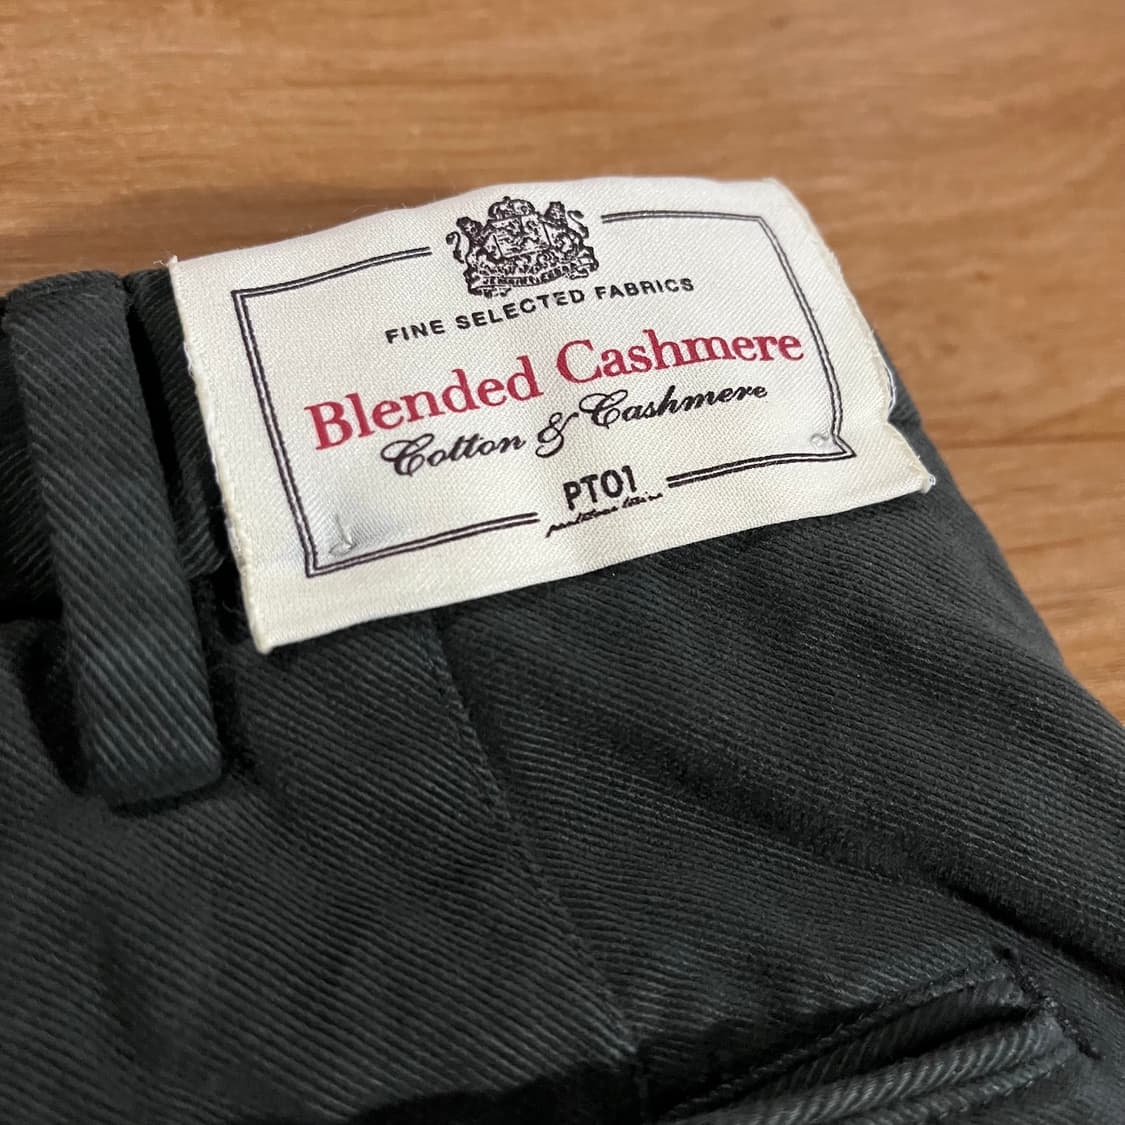 FINE SELECTED FABRICS
Blended Cashmere
Cotton & Cashmere
PT01